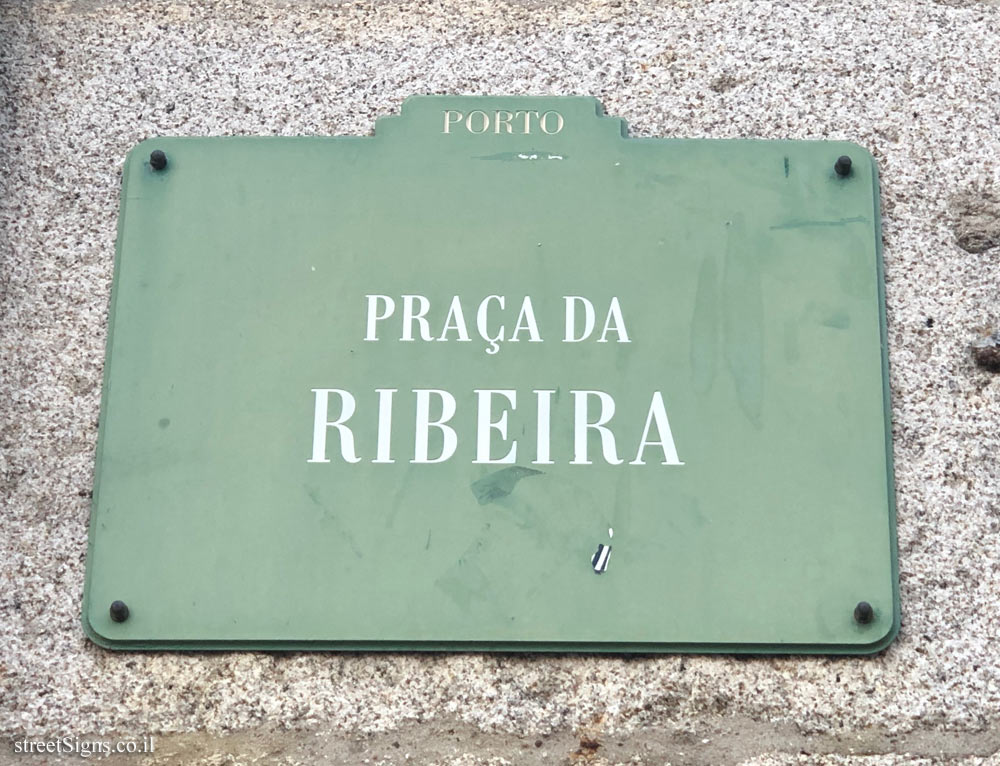 PORTO
PRAÇA DA
RIBEIRA
streetSigns.co.il